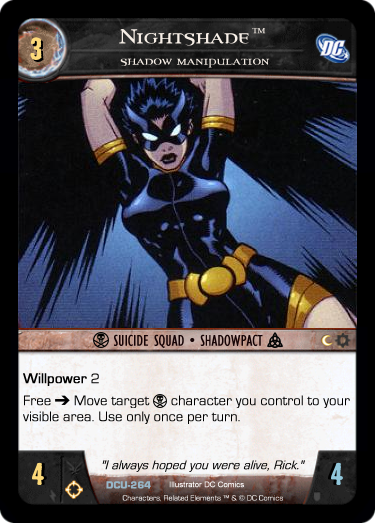 3
NIGHTSHADE™
DC
SHADOW MANIPULATION
SUICIDE SQUAD • SHADOWPACT
Willpower 2
Free ➔ Move target character you control to your
visible area. Use only once per turn.
"I always hoped you were alive, Rick."
4
4
DCU-264 Illustrator DC Comics
Characters, Related Elements ™ & © DC Comics